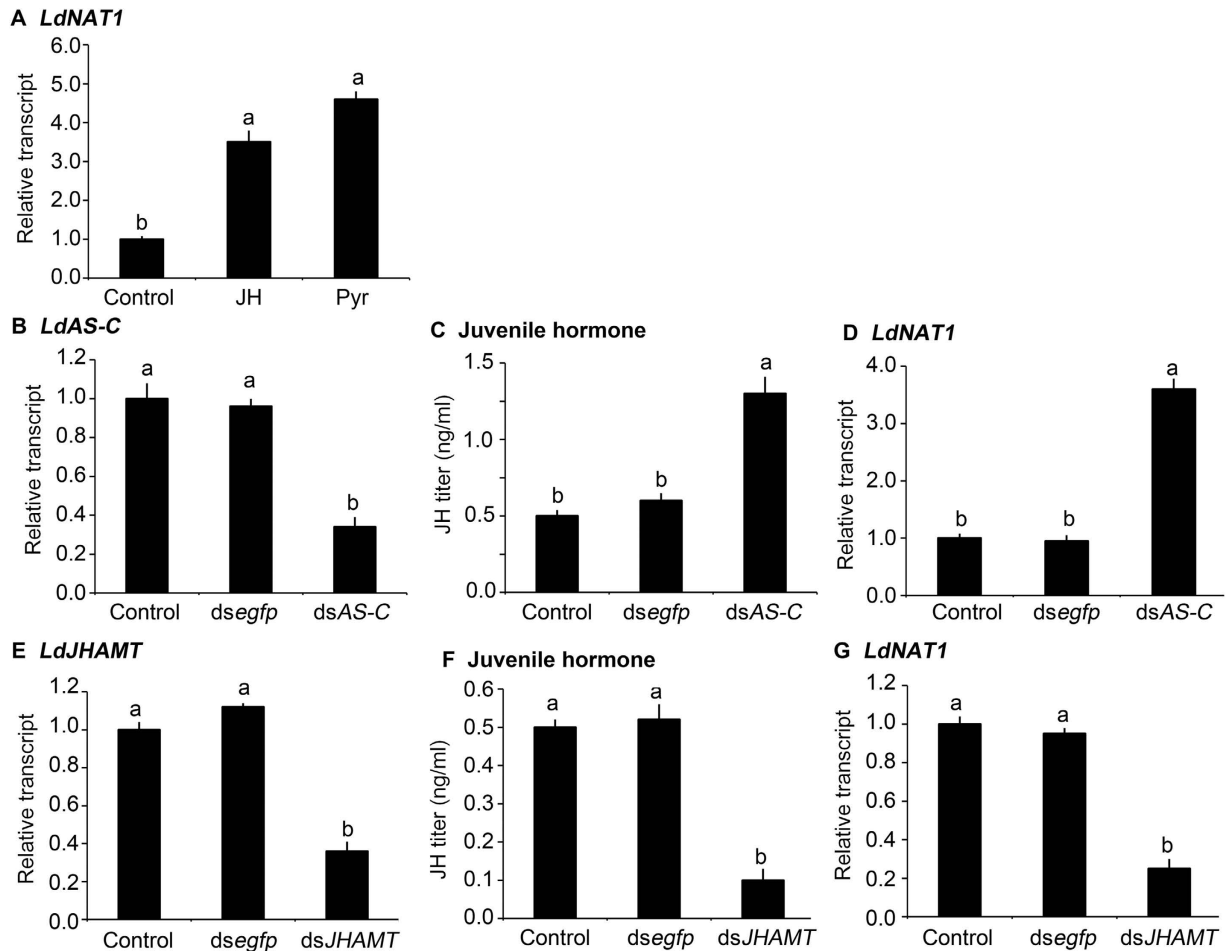 A LdNAT1
Relative transcript
6.0
5.0
4.0
3.0
2.0
1.0
0.0
b
a
a
Control JH Pyr
B LdAS-C
Relative transcript
1.2
1.0
0.8
0.6
0.4
0.2
0.0
a
a
b
Control dsegfp dsAS-C
C Juvenile hormone
JH titer (ng/ml)
1.5
1.0
0.5
0.0
b
b
a
Control dsegfp dsAS-C
D LdNAT1
Relative transcript
4.0
3.0
2.0
1.0
0.0
b
b
a
Control dsegfp dsAS-C
E LdJHAMT
Relative transcript
1.2
1.0
0.8
0.6
0.4
0.2
0.0
a
a
b
Control dsegfp dsJHAMT
F Juvenile hormone
JH titer (ng/ml)
0.6
0.5
0.4
0.3
0.2
0.1
0.0
a
a
b
Control dsegfp dsJHAMT
G LdNAT1
Relative transcript
1.2
1.0
0.8
0.6
0.4
0.2
0.0
a
a
b
Control dsegfp dsJHAMT